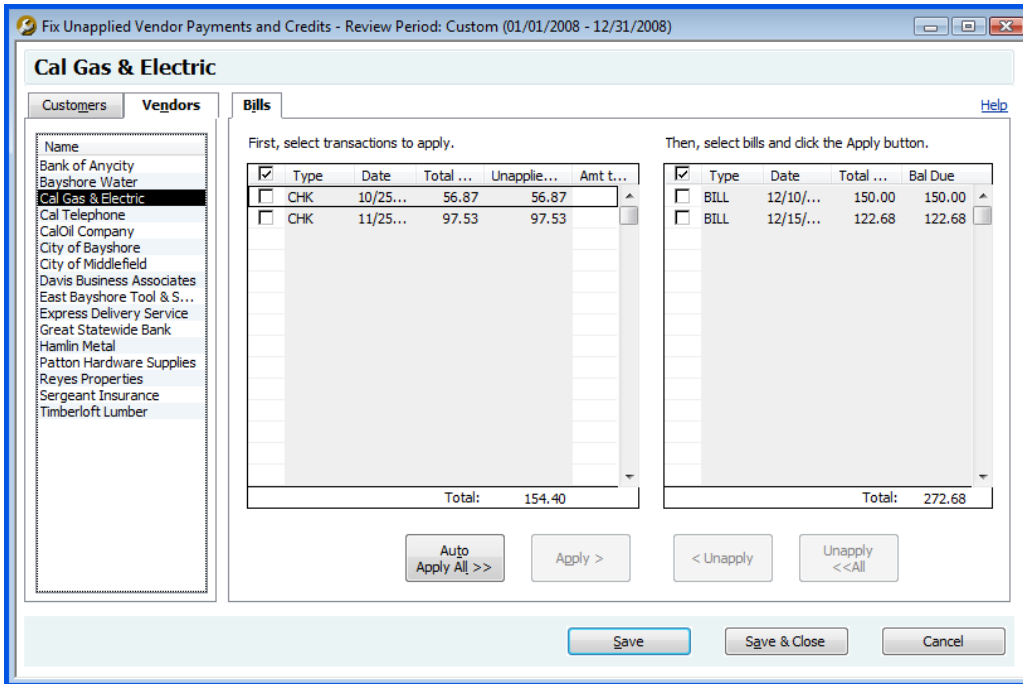 Fix Unapplied Vendor Payments and Credits - Review Period: Custom (01/01/2008 - 12/31/2008)
Cal Gas & Electric
Customers Vendors Bills Help
Name
Bank of Anycity
Bayshore Water
Cal Gas & Electric
Cal Telephone
CalOil Company
City of Bayshore
City of Middlefield
Davis Business Associates
East Bayshore Tool & S...
Express Delivery Service
Great Statewide Bank
Hamlin Metal
Patton Hardware Supplies
Reyes Properties
Sergeant Insurance
Timberloft Lumber
First, select transactions to apply.
Type Date Total ... Unapplie... Amt t...
CHK 10/25... 56.87 56.87
CHK 11/25... 97.53 97.53
Total: 154.40
Then, select bills and click the Apply button.
Type Date Total ... Bal Due
BILL 12/10/... 150.00 150.00
BILL 12/15/... 122.68 122.68
Total: 272.68
Auto
Apply All >>
Apply >
< Unapply
Unapply
<<All
Save Save & Close Cancel